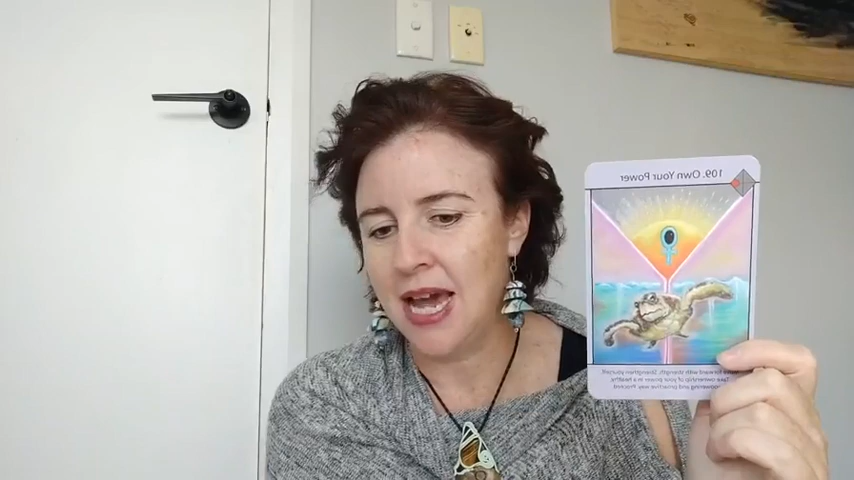 109. Own Your Power
Move forward with strength. Strengthen yourself.
Take ownership of your power in a healthy,
empowering and proactive way. Proceed.